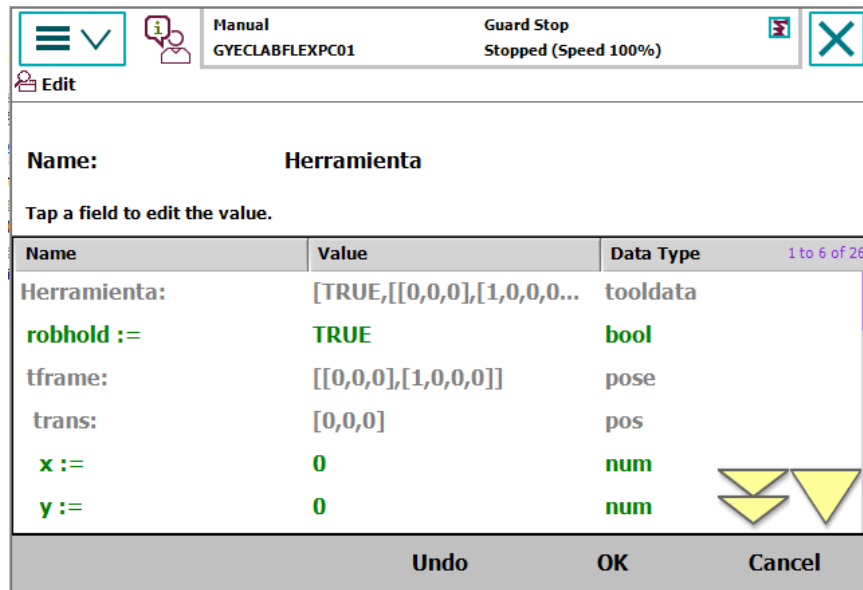 Manual
Guard Stop
GYECLABFLEXPC01
Stopped (Speed 100%)
Edit
Name:
Herramienta
Tap a field to edit the value.
Name Value Data Type 1 to 6 of 26
Herramienta: [TRUE,[[0,0,0],[1,0,0,0... tooldata
robhold := TRUE bool
tframe: [[0,0,0],[1,0,0,0]] pose
trans: [0,0,0] pos
x := 0 num
y := 0 num
Undo OK Cancel